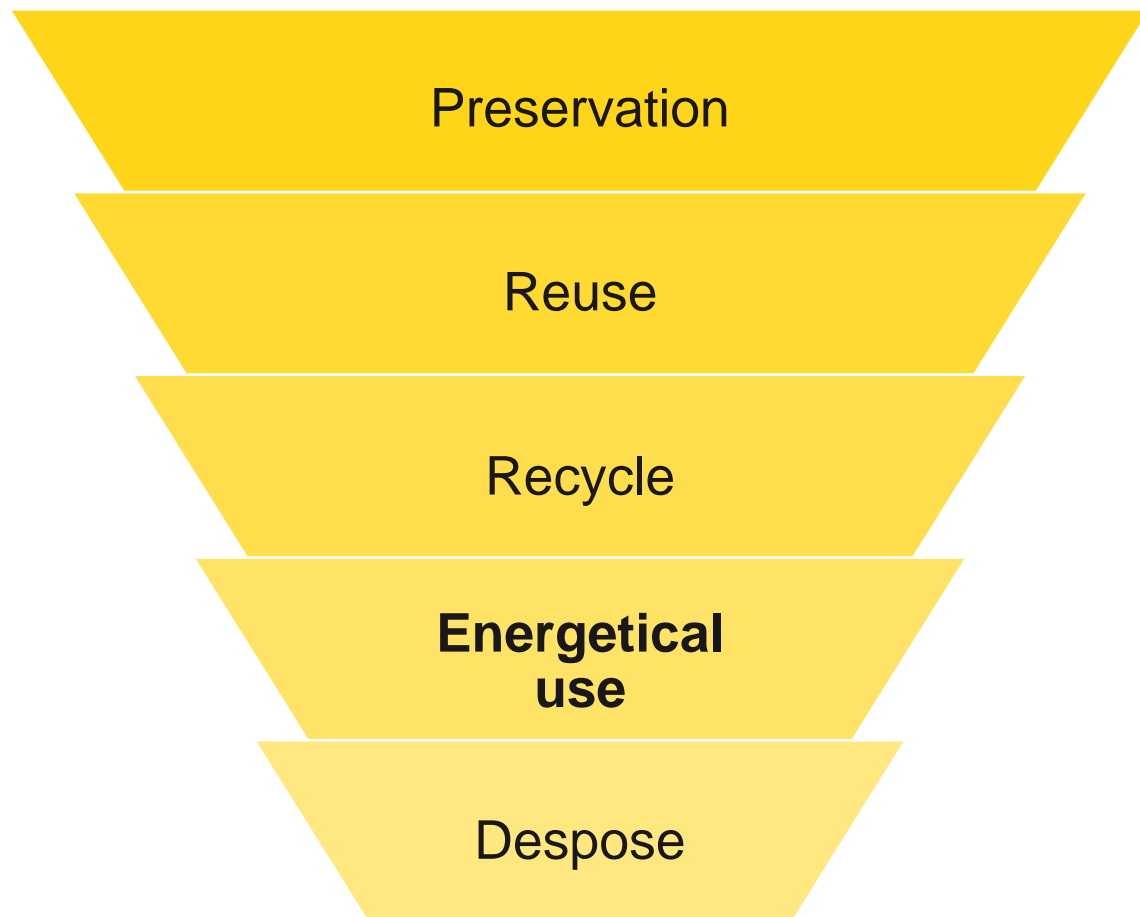 Preservation
Reuse
Recycle
Energetical
use
Despose